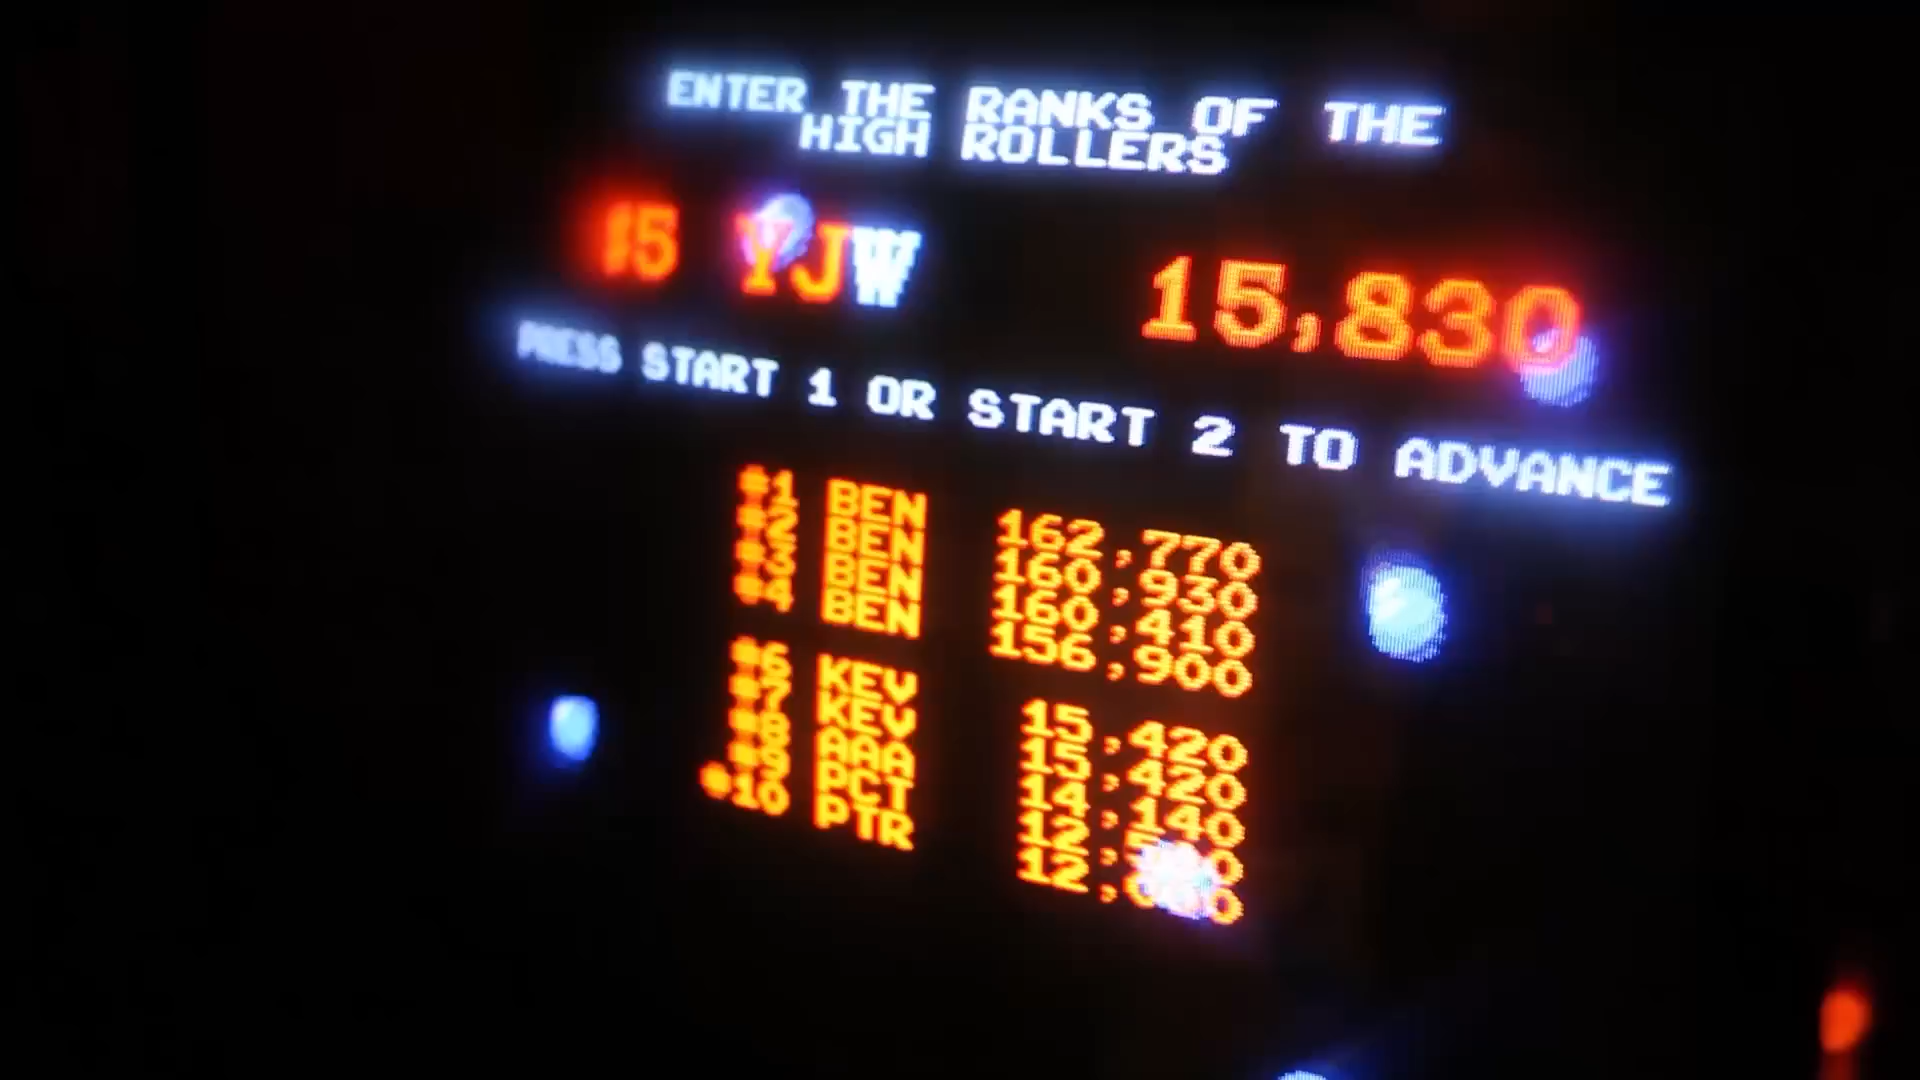 ENTER THE RANKS OF THE
HIGH ROLLERS
#5 YJW 15,830
PRESS START 1 OR START 2 TO ADVANCE
#1 BEN 162,770
#2 BEN 160,930
#3 BEN 160,410
#4 BEN 156,900
#6 KEV 15,420
#7 KEV 15,420
#8 AAA 14,140
#9 PCT
#10 PTR